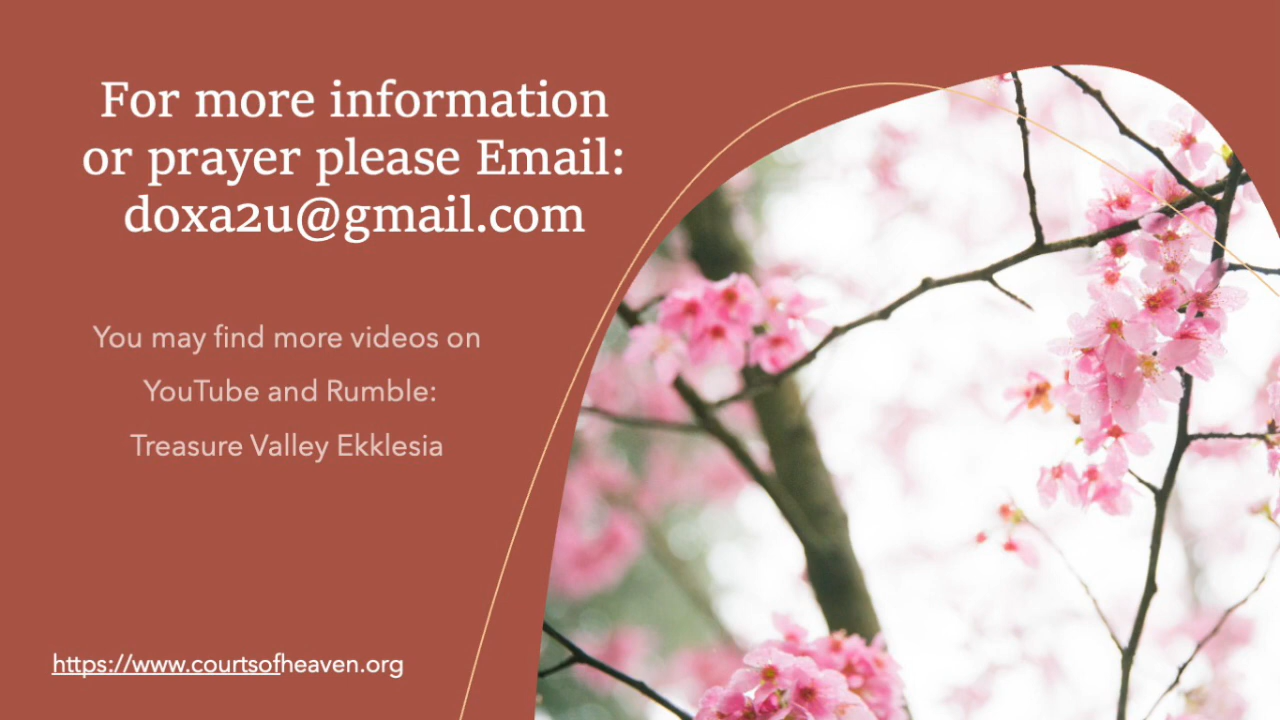 For more information
or prayer please Email:
doxa2u@gmail.com
You may find more videos on
YouTube and Rumble:
Treasure Valley Ekklesia
https://www.courtsofheaven.org